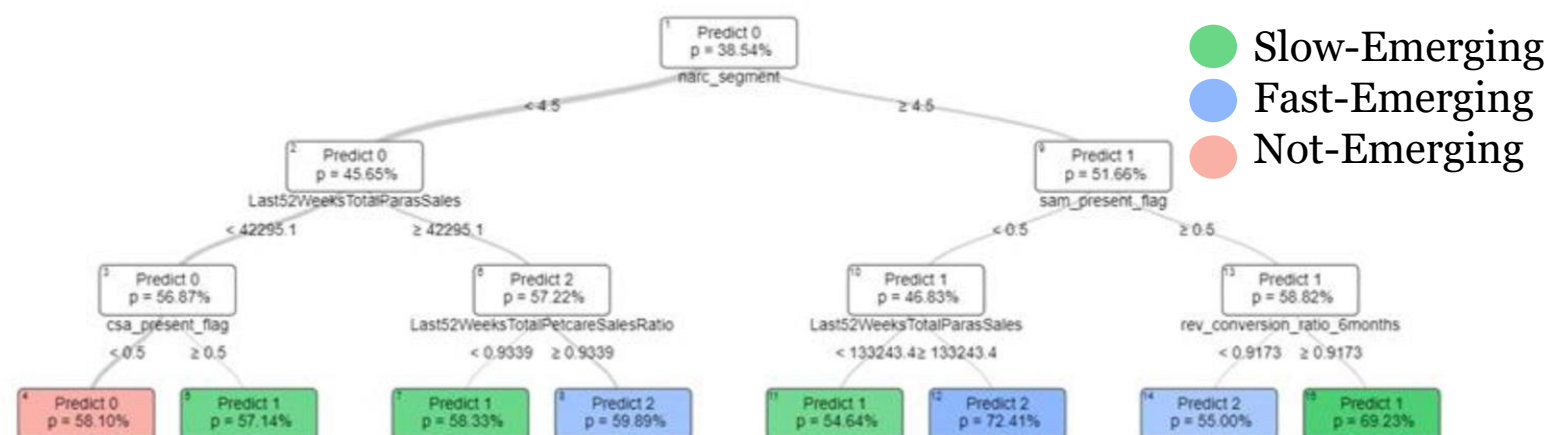 1
Predict 0
p = 38.54%
narc_segment
Slow-Emerging
Fast-Emerging
Not-Emerging
< 4.5
≥ 4.5
2
Predict 0
p = 45.65%
Last52WeeksTotalParasSales
9
Predict 1
p = 51.66%
sam_present_flag
< 42295.1
≥ 42295.1
< 0.5
≥ 0.5
3
Predict 0
p = 56.87%
csa_present_flag
6
Predict 2
p = 57.22%
Last52WeeksTotalPetcareSalesRatio
10
Predict 1
p = 46.83%
Last52WeeksTotalParasSales
13
Predict 1
p = 58.82%
rev_conversion_ratio_6months
< 0.5
≥ 0.5
< 0.9339
≥ 0.9339
< 133243.4
≥ 133243.4
< 0.9173
≥ 0.9173
4
Predict 0
p = 58.10%
5
Predict 1
p = 57.14%
7
Predict 1
p = 58.33%
8
Predict 2
p = 59.89%
11
Predict 1
p = 54.64%
12
Predict 2
p = 72.41%
14
Predict 2
p = 55.00%
15
Predict 1
p = 69.23%